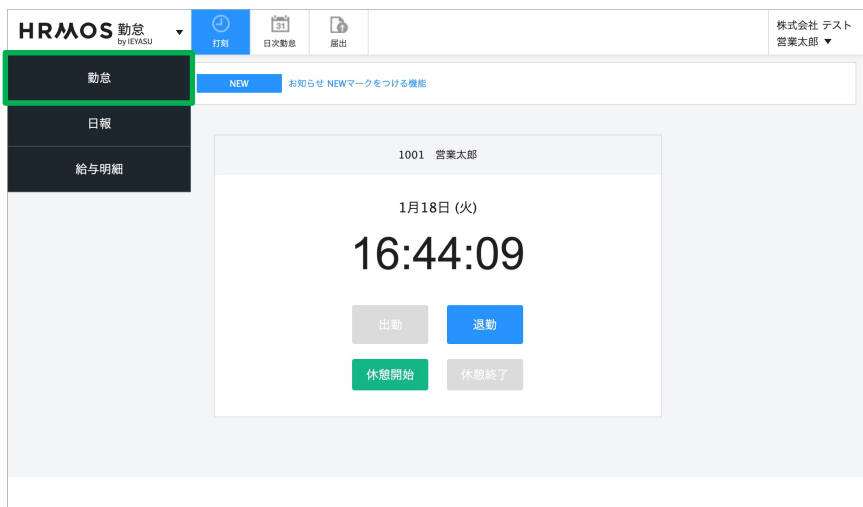 HRMOS 勤怠 ▼
by IEYASU
打刻
31
日次勤怠
届出
株式会社 テスト
営業太郎 ▼
勤怠
日報
給与明細
NEW お知らせ NEWマークをつける機能
1001 営業太郎
1月18日 (火)
16:44:09
出勤 退勤
休憩開始 休憩終了